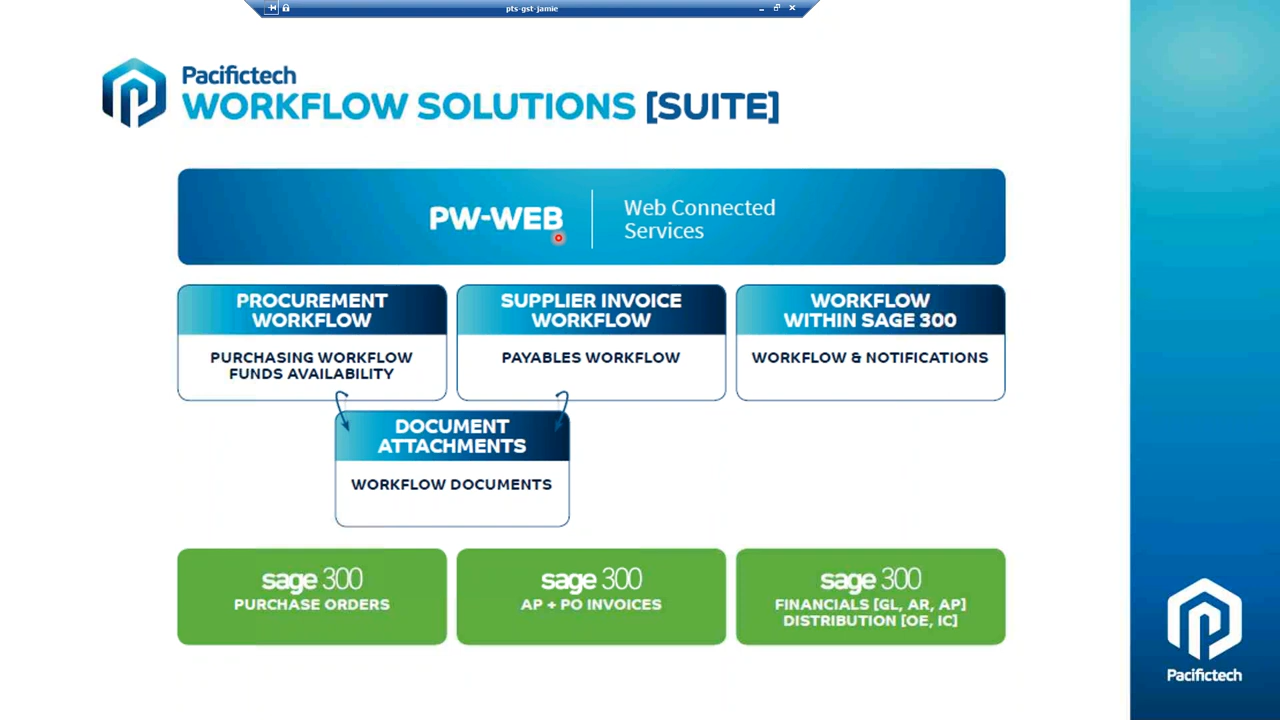 pts-gst-jamie
Pacifictech
WORKFLOW SOLUTIONS [SUITE]
PW-WEB
Web Connected
Services
PROCUREMENT
WORKFLOW
PURCHASING WORKFLOW
FUNDS AVAILABILITY
SUPPLIER INVOICE
WORKFLOW
PAYABLES WORKFLOW
WORKFLOW
WITHIN SAGE 300
WORKFLOW & NOTIFICATIONS
DOCUMENT
ATTACHMENTS
WORKFLOW DOCUMENTS
sage 300
PURCHASE ORDERS
sage 300
AP + PO INVOICES
sage 300
FINANCIALS [GL, AR, AP]
DISTRIBUTION [OE, IC]
Pacifictech